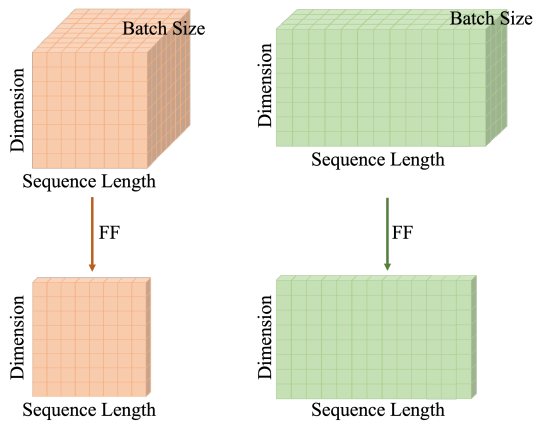 Batch Size
Dimension
Sequence Length
FF
Dimension
Sequence Length
Batch Size
Dimension
Sequence Length
FF
Dimension
Sequence Length